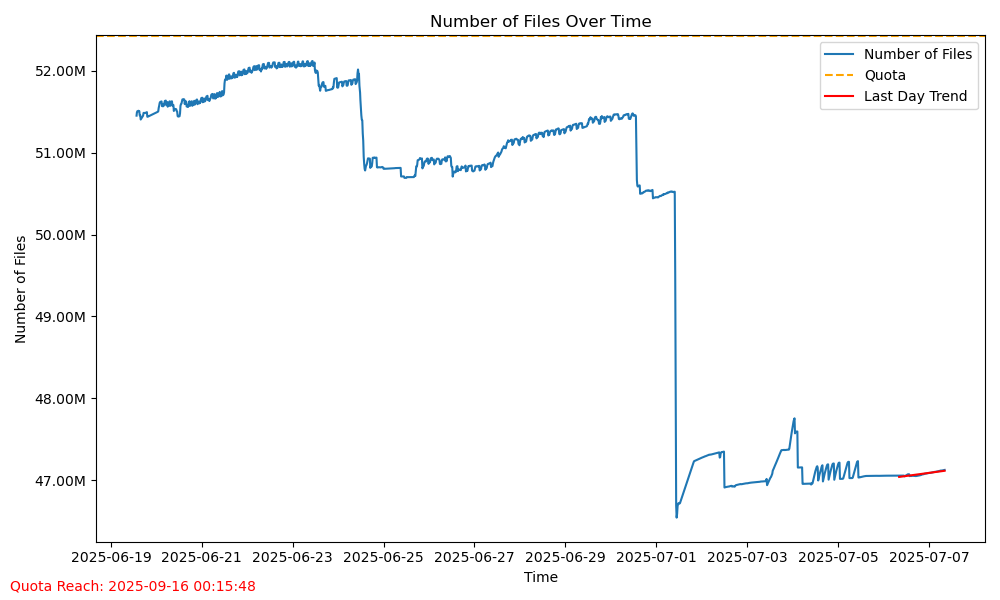 Number of Files Over Time
Number of Files
Quota
Last Day Trend
Number of Files
52.00M
51.00M
50.00M
49.00M
48.00M
47.00M
2025-06-19 2025-06-21 2025-06-23 2025-06-25 2025-06-27 2025-06-29 2025-07-01 2025-07-03 2025-07-05 2025-07-07
Time
Quota Reach: 2025-09-16 00:15:48